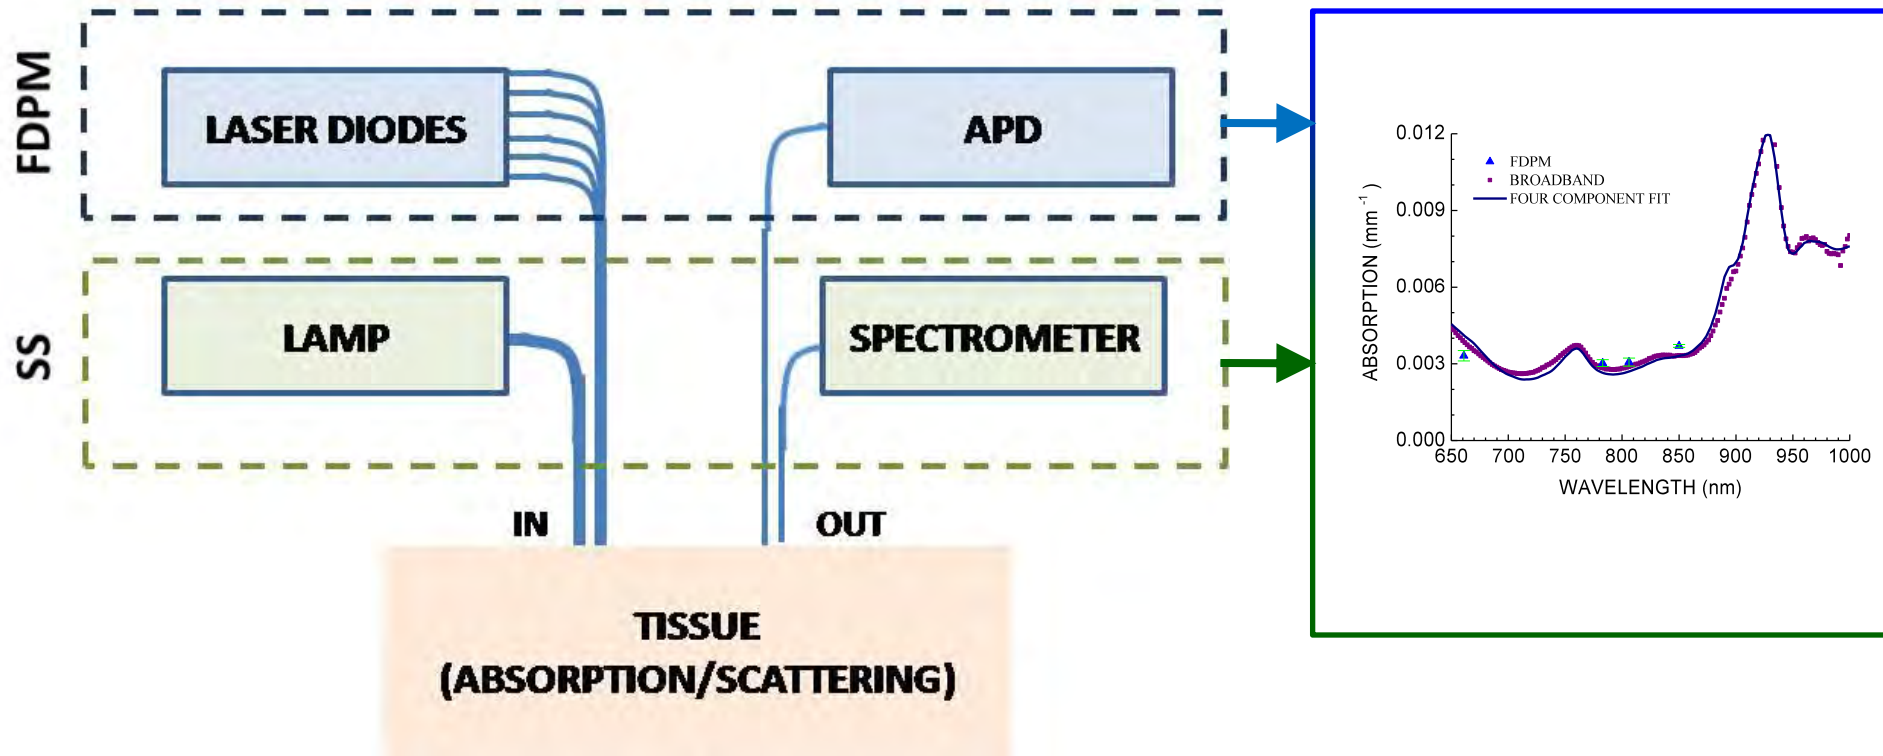 FDPM
LASER DIODES
APD
SS
LAMP
SPECTROMETER
IN
OUT
TISSUE
(ABSORPTION/SCATTERING)
ABSORPTION (mm⁻¹)
0.012
0.009
0.006
0.003
0.000
FDPM
BROADBAND
FOUR COMPONENT FIT
650 700 750 800 850 900 950 1000
WAVELENGTH (nm)